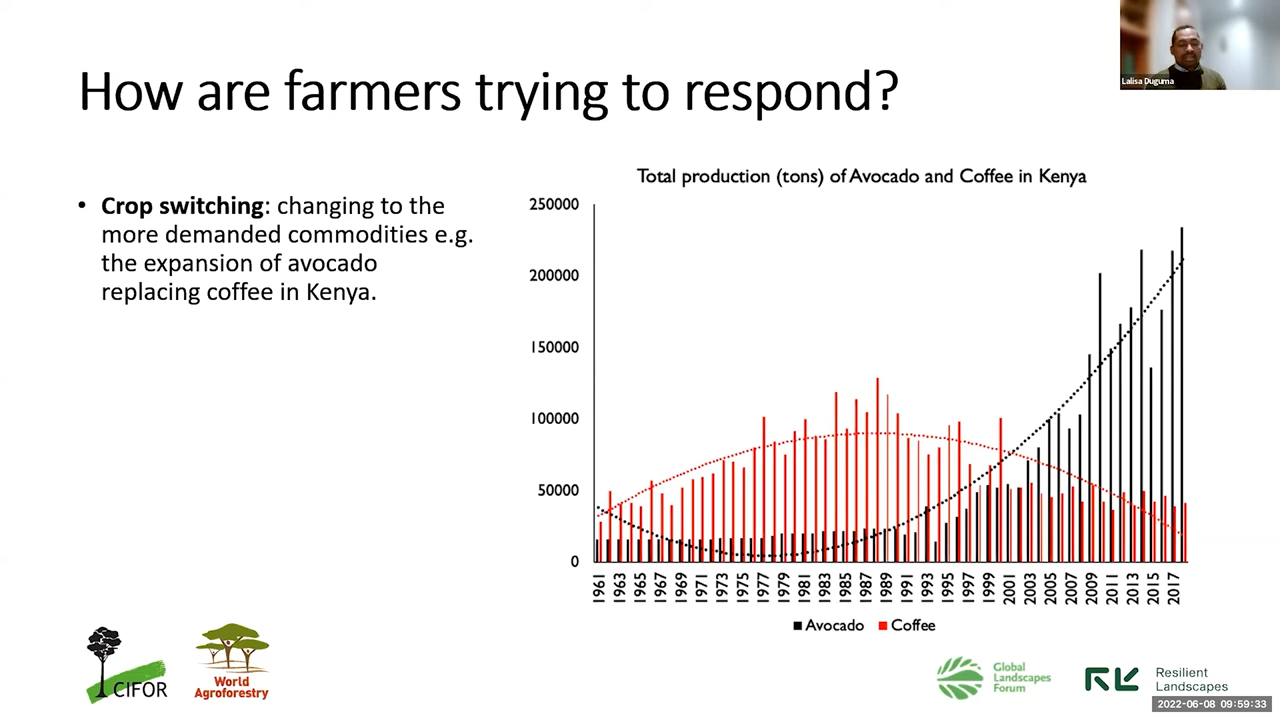 Lalisa Duguma
How are farmers trying to respond?
• Crop switching: changing to the
more demanded commodities e.g.
the expansion of avocado
replacing coffee in Kenya.
Total production (tons) of Avocado and Coffee in Kenya
250000
200000
150000
100000
50000
0
1961
1963
1965
1967
1969
1971
1973
1975
1977
1979
1981
1983
1985
1987
1989
1991
1993
1995
1997
1999
2001
2003
2005
2007
2009
2011
2013
2015
2017
Avocado Coffee
CIFOR
World
Agroforestry
Global
Landscapes
Forum
Resilient
Landscapes
2022-06-08 09:59:33